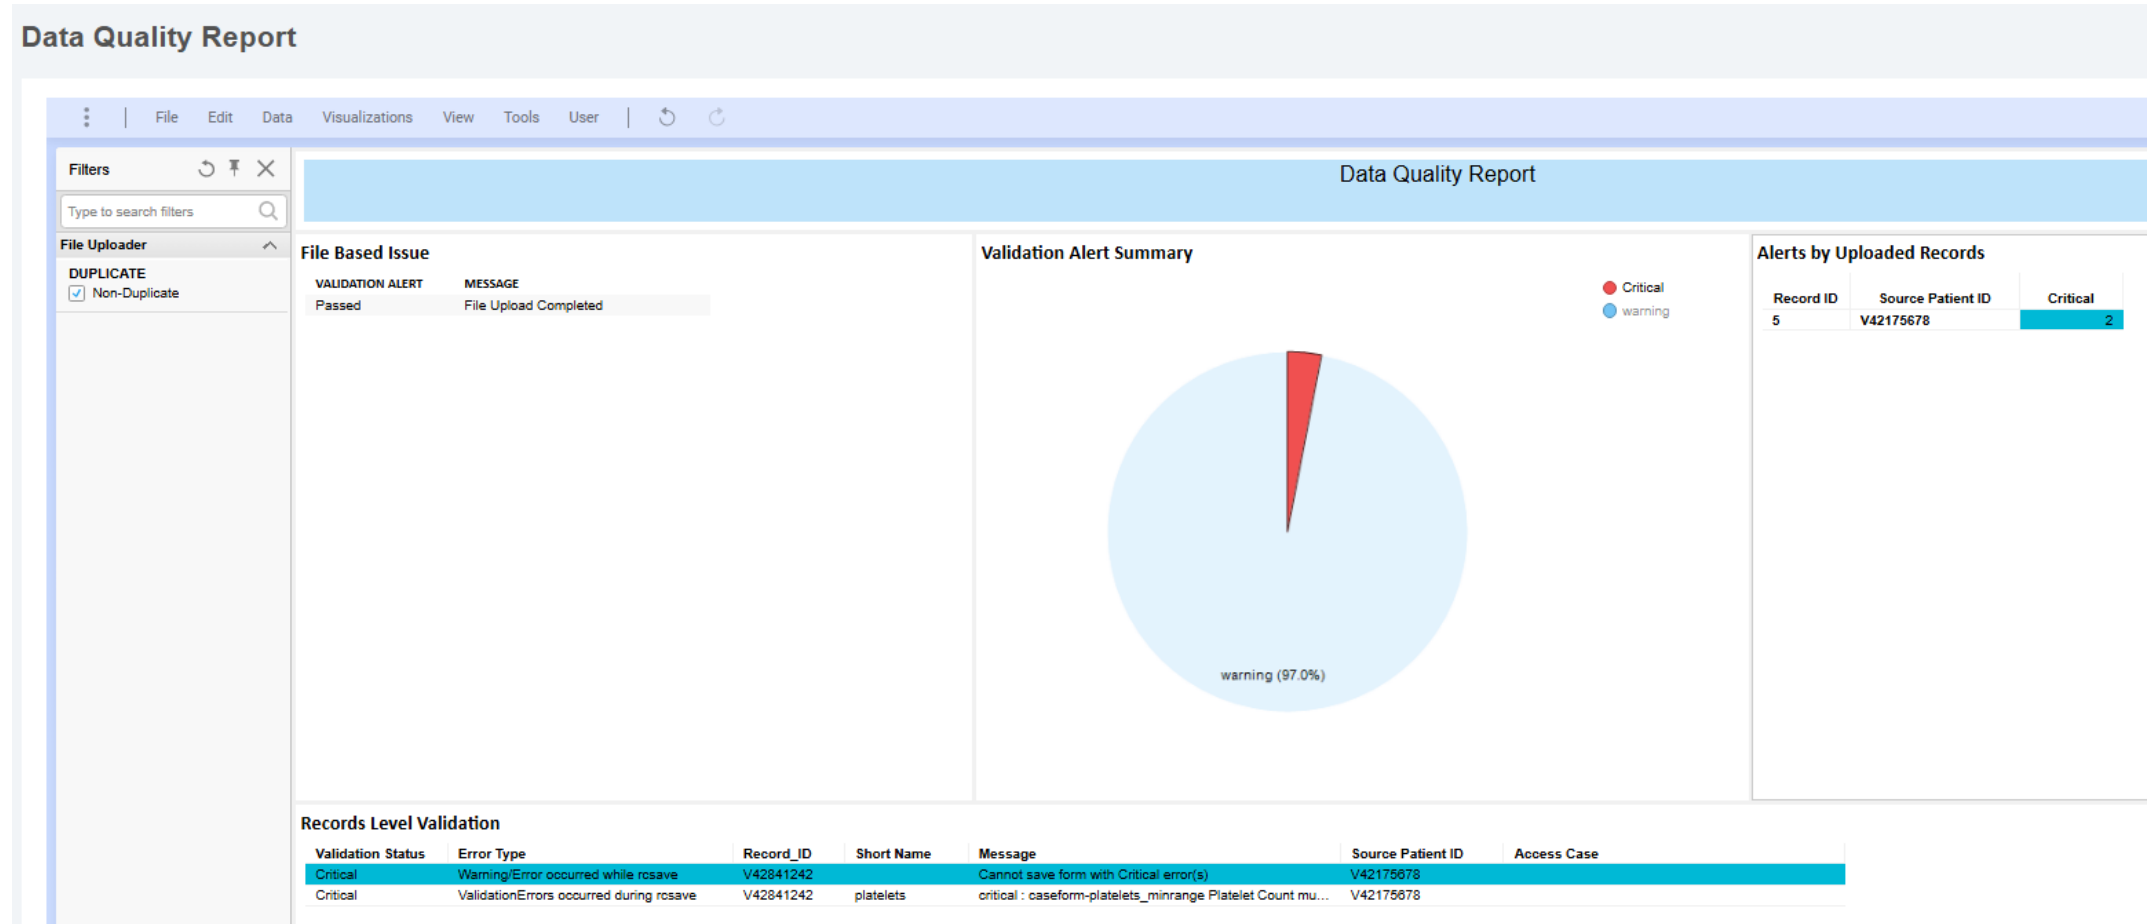 Data Quality Report
File Edit Data Visualizations View Tools User
Filters
Type to search filters
File Uploader
DUPLICATE
Non-Duplicate
Data Quality Report
File Based Issue
VALIDATION ALERT MESSAGE
Passed File Upload Completed
Validation Alert Summary
Critical
warning
warning (97.0%)
Alerts by Uploaded Records
Record ID Source Patient ID Critical
5 V42175678 2
Records Level Validation
Validation Status Error Type Record_ID Short Name Message Source Patient ID Access Case
Critical Warning/Error occurred while rcsave V42841242 Cannot save form with Critical error(s) V42175678
Critical ValidationErrors occurred during rcsave V42841242 platelets critical : caseform-platelets_minrange Platelet Count mu... V42175678